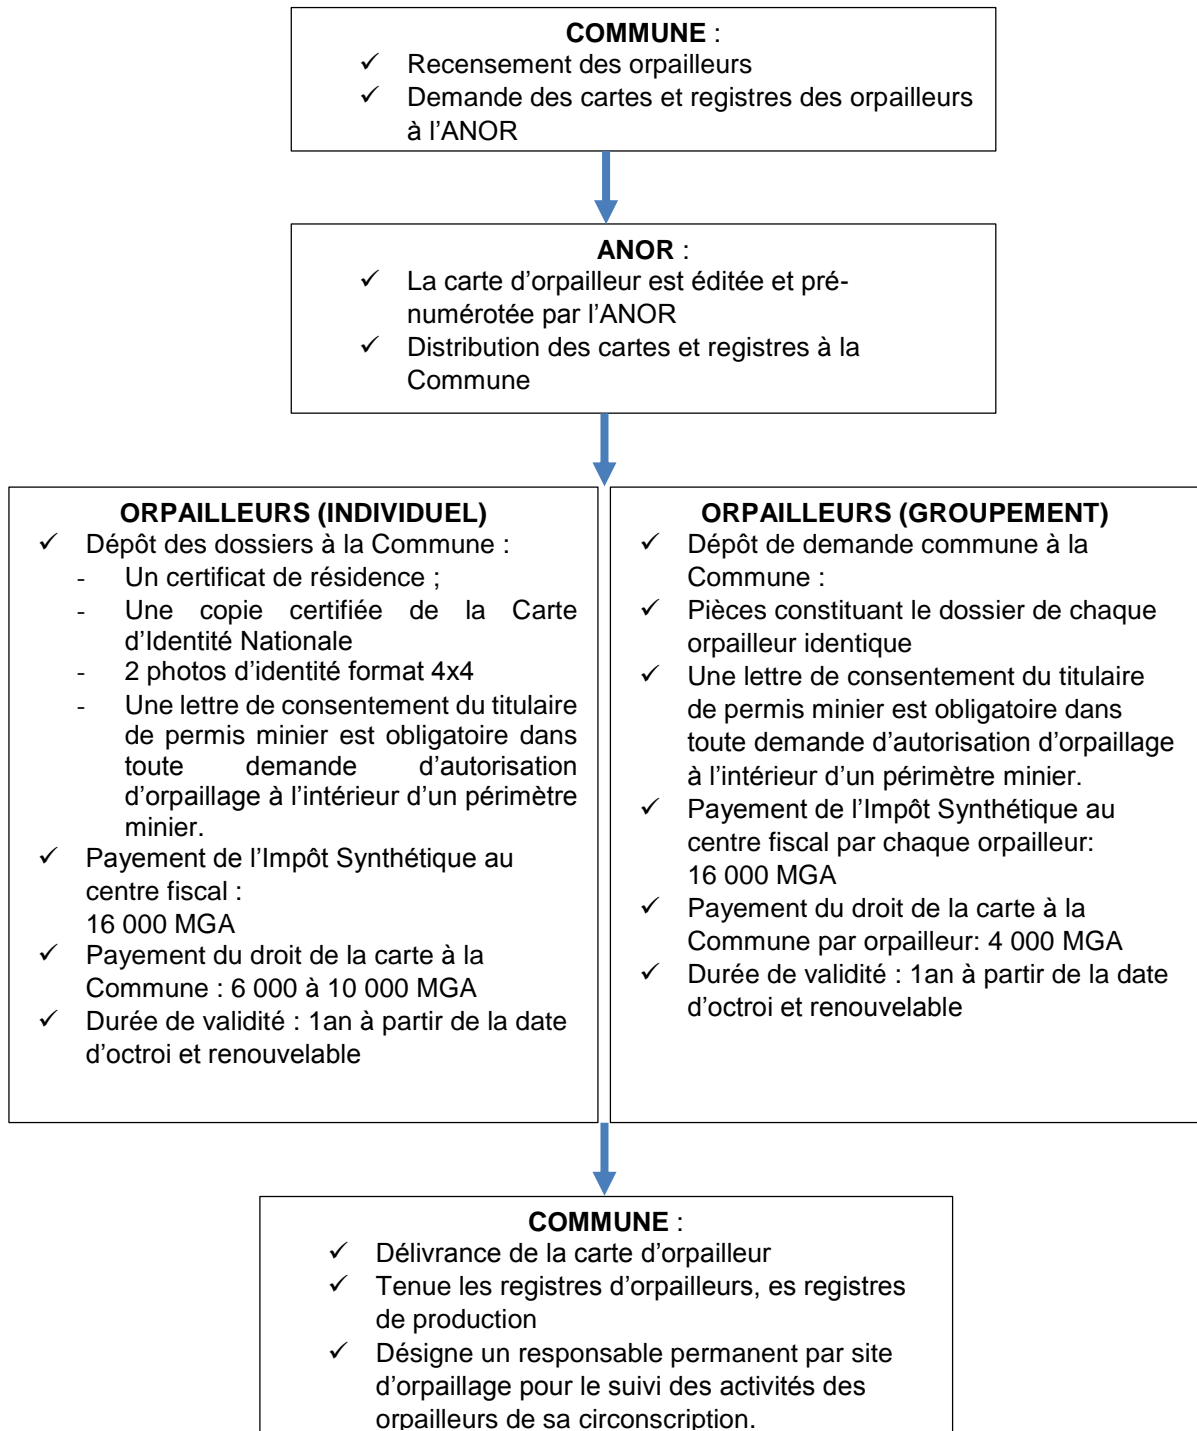 COMMUNE :
✓ Recensement des orpailleurs
✓ Demande des cartes et registres des orpailleurs
à l’ANOR
ANOR :
✓ La carte d’orpailleur est éditée et pré-
numérotée par l’ANOR
✓ Distribution des cartes et registres à la
Commune
ORPAILLEURS (INDIVIDUEL)
✓ Dépôt des dossiers à la Commune :
- Un certificat de résidence ;
- Une copie certifiée de la Carte
d’Identité Nationale
- 2 photos d’identité format 4x4
- Une lettre de consentement du titulaire
de permis minier est obligatoire dans
toute demande d’autorisation
d’orpaillage à l’intérieur d’un périmètre
minier.
✓ Payement de l’Impôt Synthétique au
centre fiscal :
16 000 MGA
✓ Payement du droit de la carte à la
Commune : 6 000 à 10 000 MGA
✓ Durée de validité : 1an à partir de la date
d’octroi et renouvelable
ORPAILLEURS (GROUPEMENT)
✓ Dépôt de demande commune à la
Commune :
✓ Pièces constituant le dossier de chaque
orpailleur identique
✓ Une lettre de consentement du titulaire
de permis minier est obligatoire dans
toute demande d’autorisation d’orpaillage
à l’intérieur d’un périmètre minier.
✓ Payement de l’Impôt Synthétique au
centre fiscal par chaque orpailleur:
16 000 MGA
✓ Payement du droit de la carte à la
Commune par orpailleur: 4 000 MGA
✓ Durée de validité : 1an à partir de la date
d’octroi et renouvelable
COMMUNE :
✓ Délivrance de la carte d’orpailleur
✓ Tenue les registres d’orpailleurs, es registres
de production
✓ Désigne un responsable permanent par site
d’orpaillage pour le suivi des activités des
orpailleurs de sa circonscription.